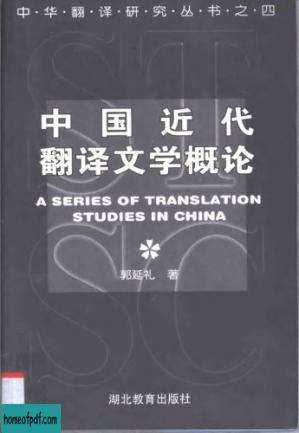 中·华·翻·译·研·究·丛·书·之·四
STSC
中国近代
翻译文学概论
A SERIES OF TRANSLATION
STUDIES IN CHINA
郭延礼 著
湖北教育出版社
homeofpdf.com